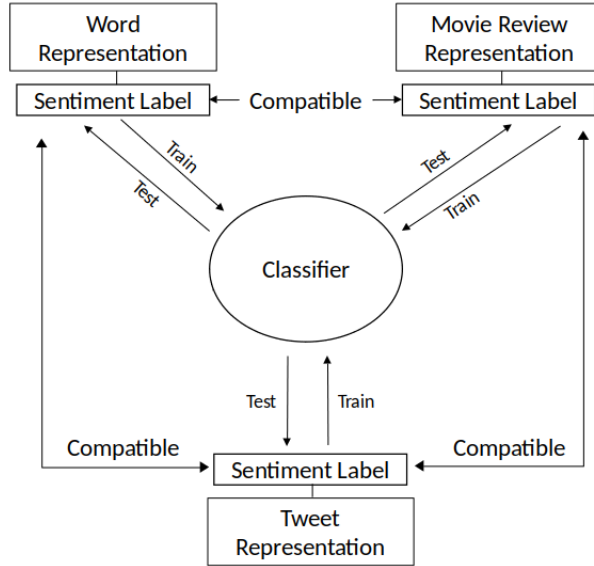 Word
Representation
Movie Review
Representation
Sentiment Label
Compatible
Sentiment Label
Train
Test
Test
Train
Classifier
Test
Train
Compatible
Compatible
Sentiment Label
Tweet
Representation